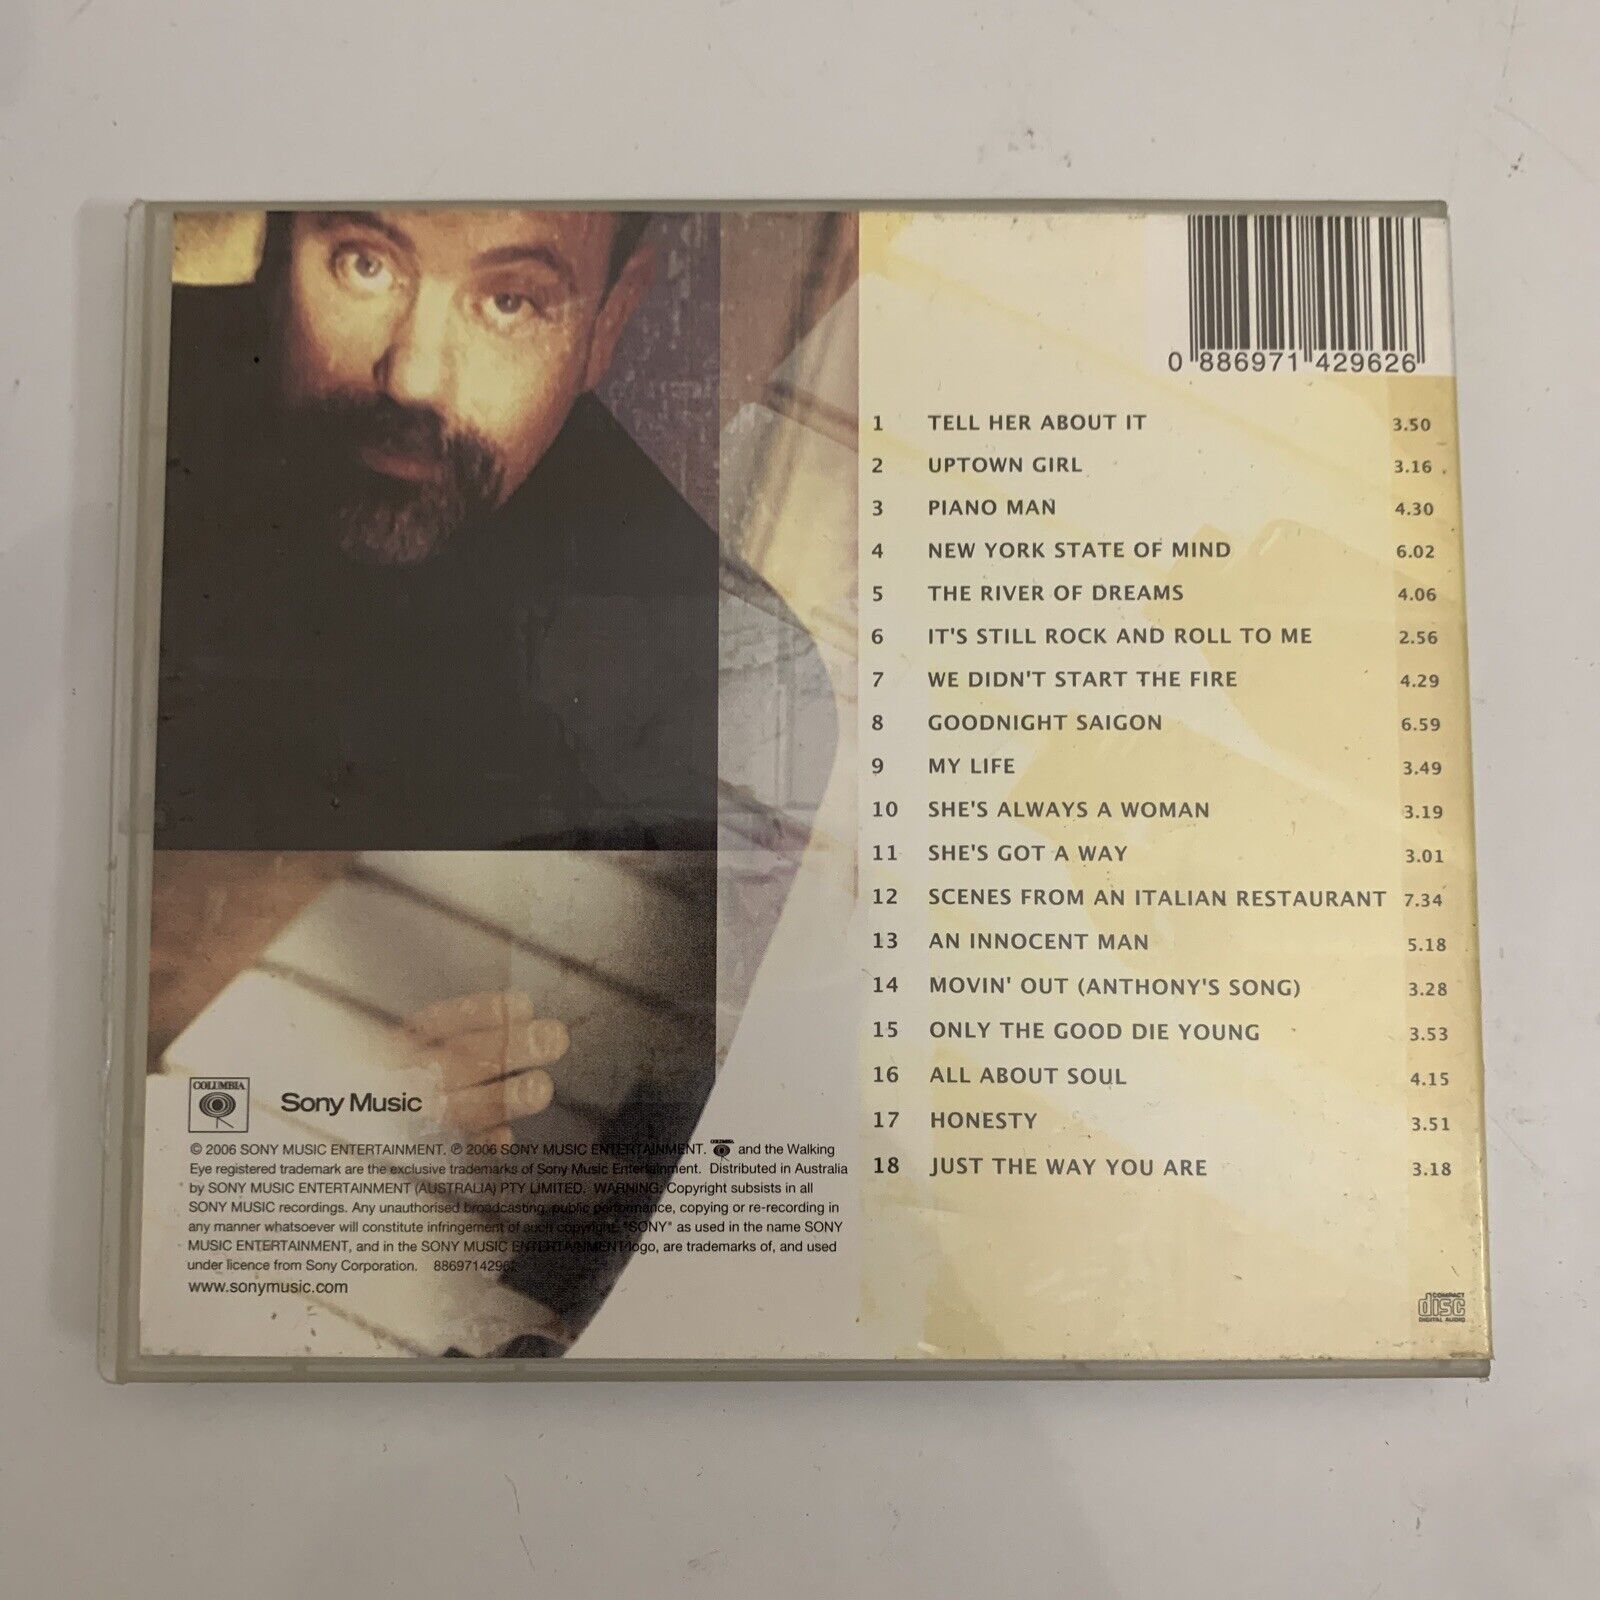 0 886971 429626
1 TELL HER ABOUT IT 3.50
2 UPTOWN GIRL 3.16
3 PIANO MAN 4.30
4 NEW YORK STATE OF MIND 6.02
5 THE RIVER OF DREAMS 4.06
6 IT'S STILL ROCK AND ROLL TO ME 2.56
7 WE DIDN'T START THE FIRE 4.29
8 GOODNIGHT SAIGON 6.59
9 MY LIFE 3.49
10 SHE'S ALWAYS A WOMAN 3.19
11 SHE'S GOT A WAY 3.01
12 SCENES FROM AN ITALIAN RESTAURANT 7.34
13 AN INNOCENT MAN 5.18
14 MOVIN' OUT (ANTHONY'S SONG) 3.28
15 ONLY THE GOOD DIE YOUNG 3.53
16 ALL ABOUT SOUL 4.15
17 HONESTY 3.51
18 JUST THE WAY YOU ARE 3.18
COLUMBIA
Sony Music
© 2006 SONY MUSIC ENTERTAINMENT. ℗ 2006 SONY MUSIC ENTERTAINMENT. COLUMBIA and the Walking
Eye registered trademark are the exclusive trademarks of Sony Music Entertainment. Distributed in Australia
by SONY MUSIC ENTERTAINMENT (AUSTRALIA) PTY LIMITED. WARNING. Copyright subsists in all
SONY MUSIC recordings. Any unauthorised broadcasting, public performance, copying or re-recording in
any manner whatsoever will constitute infringement of such copyright. "SONY" as used in the name SONY
MUSIC ENTERTAINMENT, and in the SONY MUSIC ENTERTAINMENT logo, are trademarks of, and used
under licence from Sony Corporation.
www.sonymusic.com
COMPACT
disc
DIGITAL AUDIO